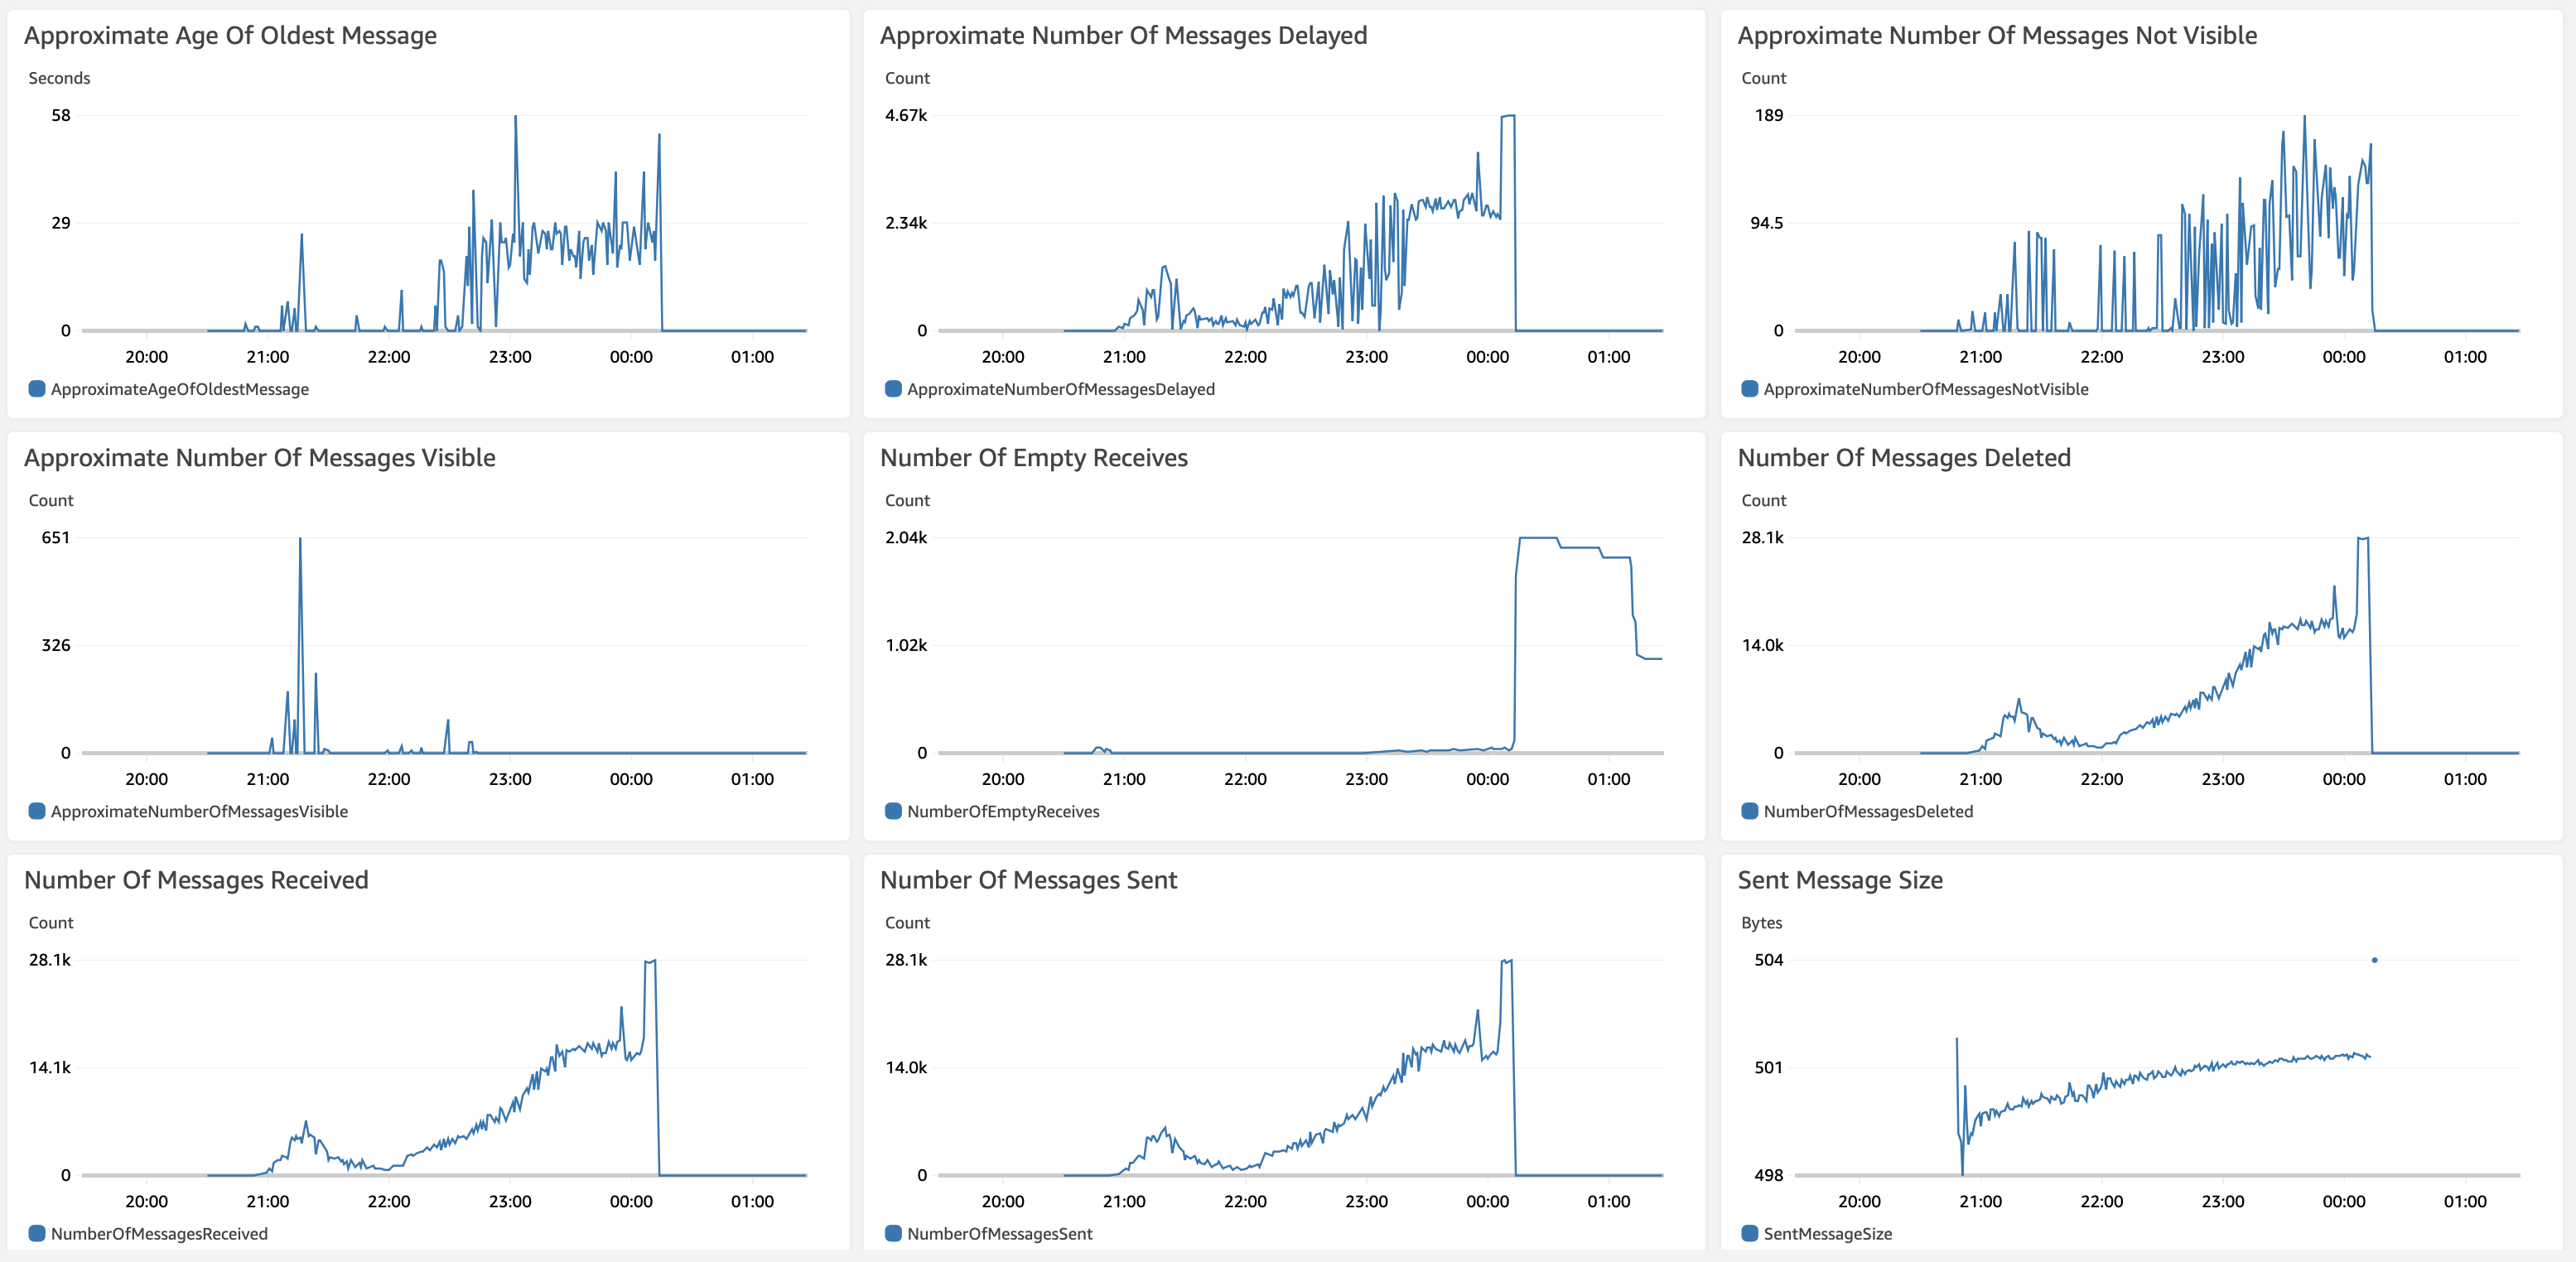 Approximate Age Of Oldest Message
Seconds
58
29
0
20:00 21:00 22:00 23:00 00:00 01:00
ApproximateAgeOfOldestMessage
Approximate Number Of Messages Delayed
Count
4.67k
2.34k
0
20:00 21:00 22:00 23:00 00:00 01:00
ApproximateNumberOfMessagesDelayed
Approximate Number Of Messages Not Visible
Count
189
94.5
0
20:00 21:00 22:00 23:00 00:00 01:00
ApproximateNumberOfMessagesNotVisible
Approximate Number Of Messages Visible
Count
651
326
0
20:00 21:00 22:00 23:00 00:00 01:00
ApproximateNumberOfMessagesVisible
Number Of Empty Receives
Count
2.04k
1.02k
0
20:00 21:00 22:00 23:00 00:00 01:00
NumberOfEmptyReceives
Number Of Messages Deleted
Count
28.1k
14.0k
0
20:00 21:00 22:00 23:00 00:00 01:00
NumberOfMessagesDeleted
Number Of Messages Received
Count
28.1k
14.1k
0
20:00 21:00 22:00 23:00 00:00 01:00
NumberOfMessagesReceived
Number Of Messages Sent
Count
28.1k
14.0k
0
20:00 21:00 22:00 23:00 00:00 01:00
NumberOfMessagesSent
Sent Message Size
Bytes
504
501
498
20:00 21:00 22:00 23:00 00:00 01:00
SentMessageSize